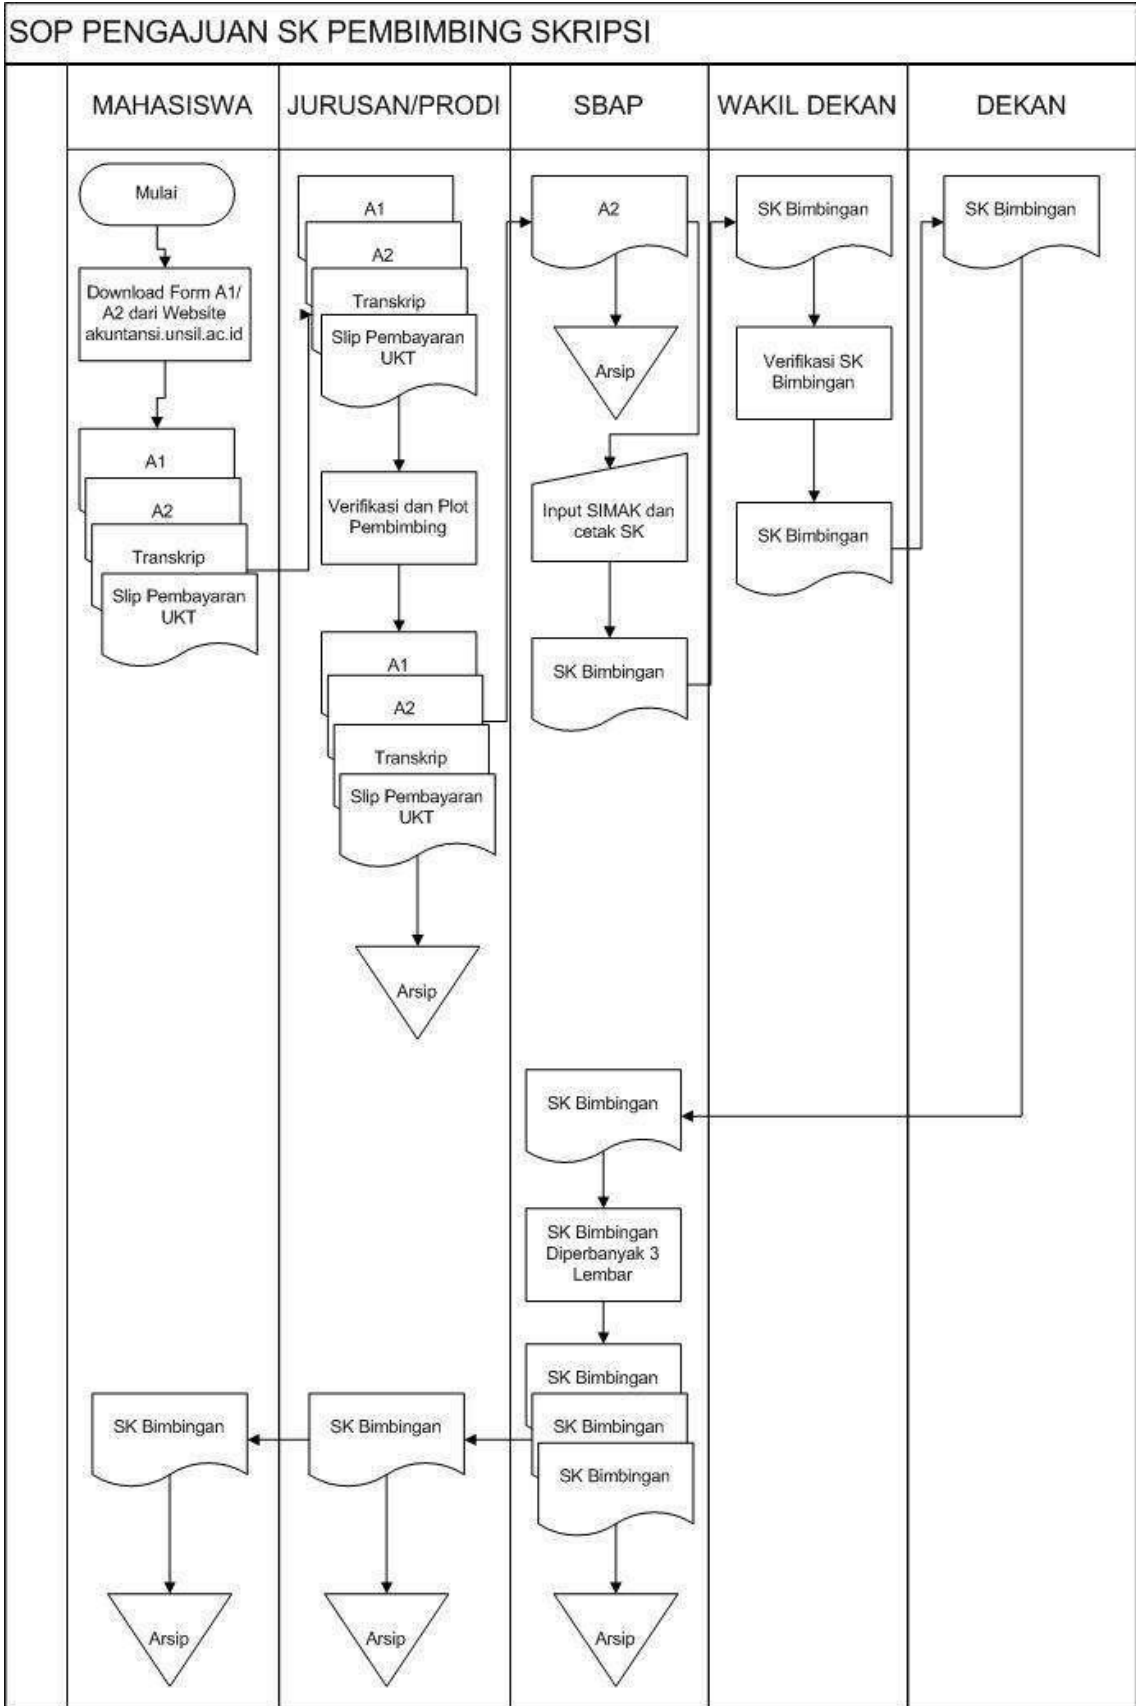 SOP PENGAJUAN SK PEMBIMBING SKRIPSI
MAHASISWA
JURUSAN/PRODI
SBAP
WAKIL DEKAN
DEKAN
Mulai
Download Form A1/
A2 dari Website
akuntansi.unsil.ac.id
A1
A2
Transkrip
Slip Pembayaran
UKT
A1
A2
Transkrip
Slip Pembayaran
UKT
Verifikasi dan Plot
Pembimbing
A1
A2
Transkrip
Slip Pembayaran
UKT
Arsip
A2
Arsip
Input SIMAK dan
cetak SK
SK Bimbingan
SK Bimbingan
Verifikasi SK
Bimbingan
SK Bimbingan
SK Bimbingan
SK Bimbingan
SK Bimbingan
Diperbanyak 3
Lembar
SK Bimbingan
SK Bimbingan
SK Bimbingan
SK Bimbingan
SK Bimbingan
Arsip
Arsip
Arsip